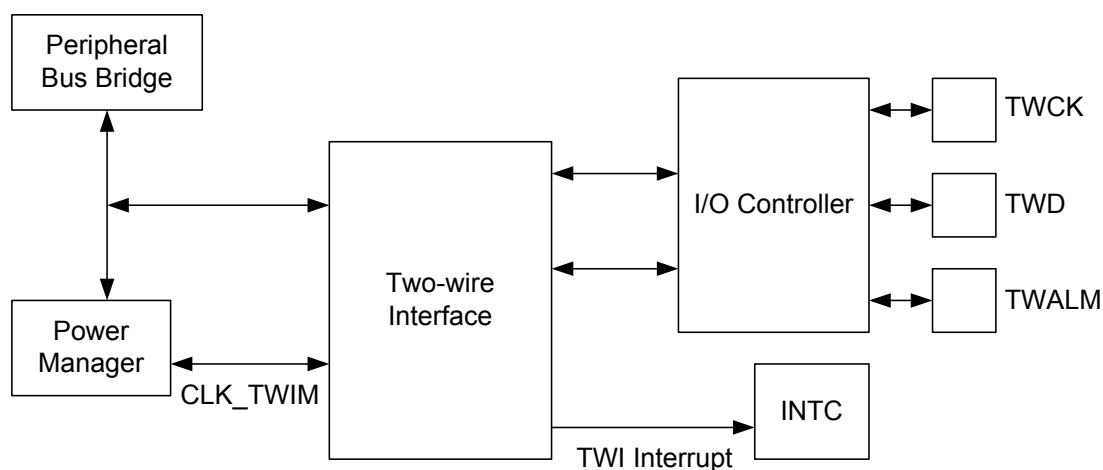 Peripheral
Bus Bridge
TWCK
I/O Controller
TWD
Two-wire
Interface
TWALM
Power
Manager
CLK_TWIM
INTC
TWI Interrupt